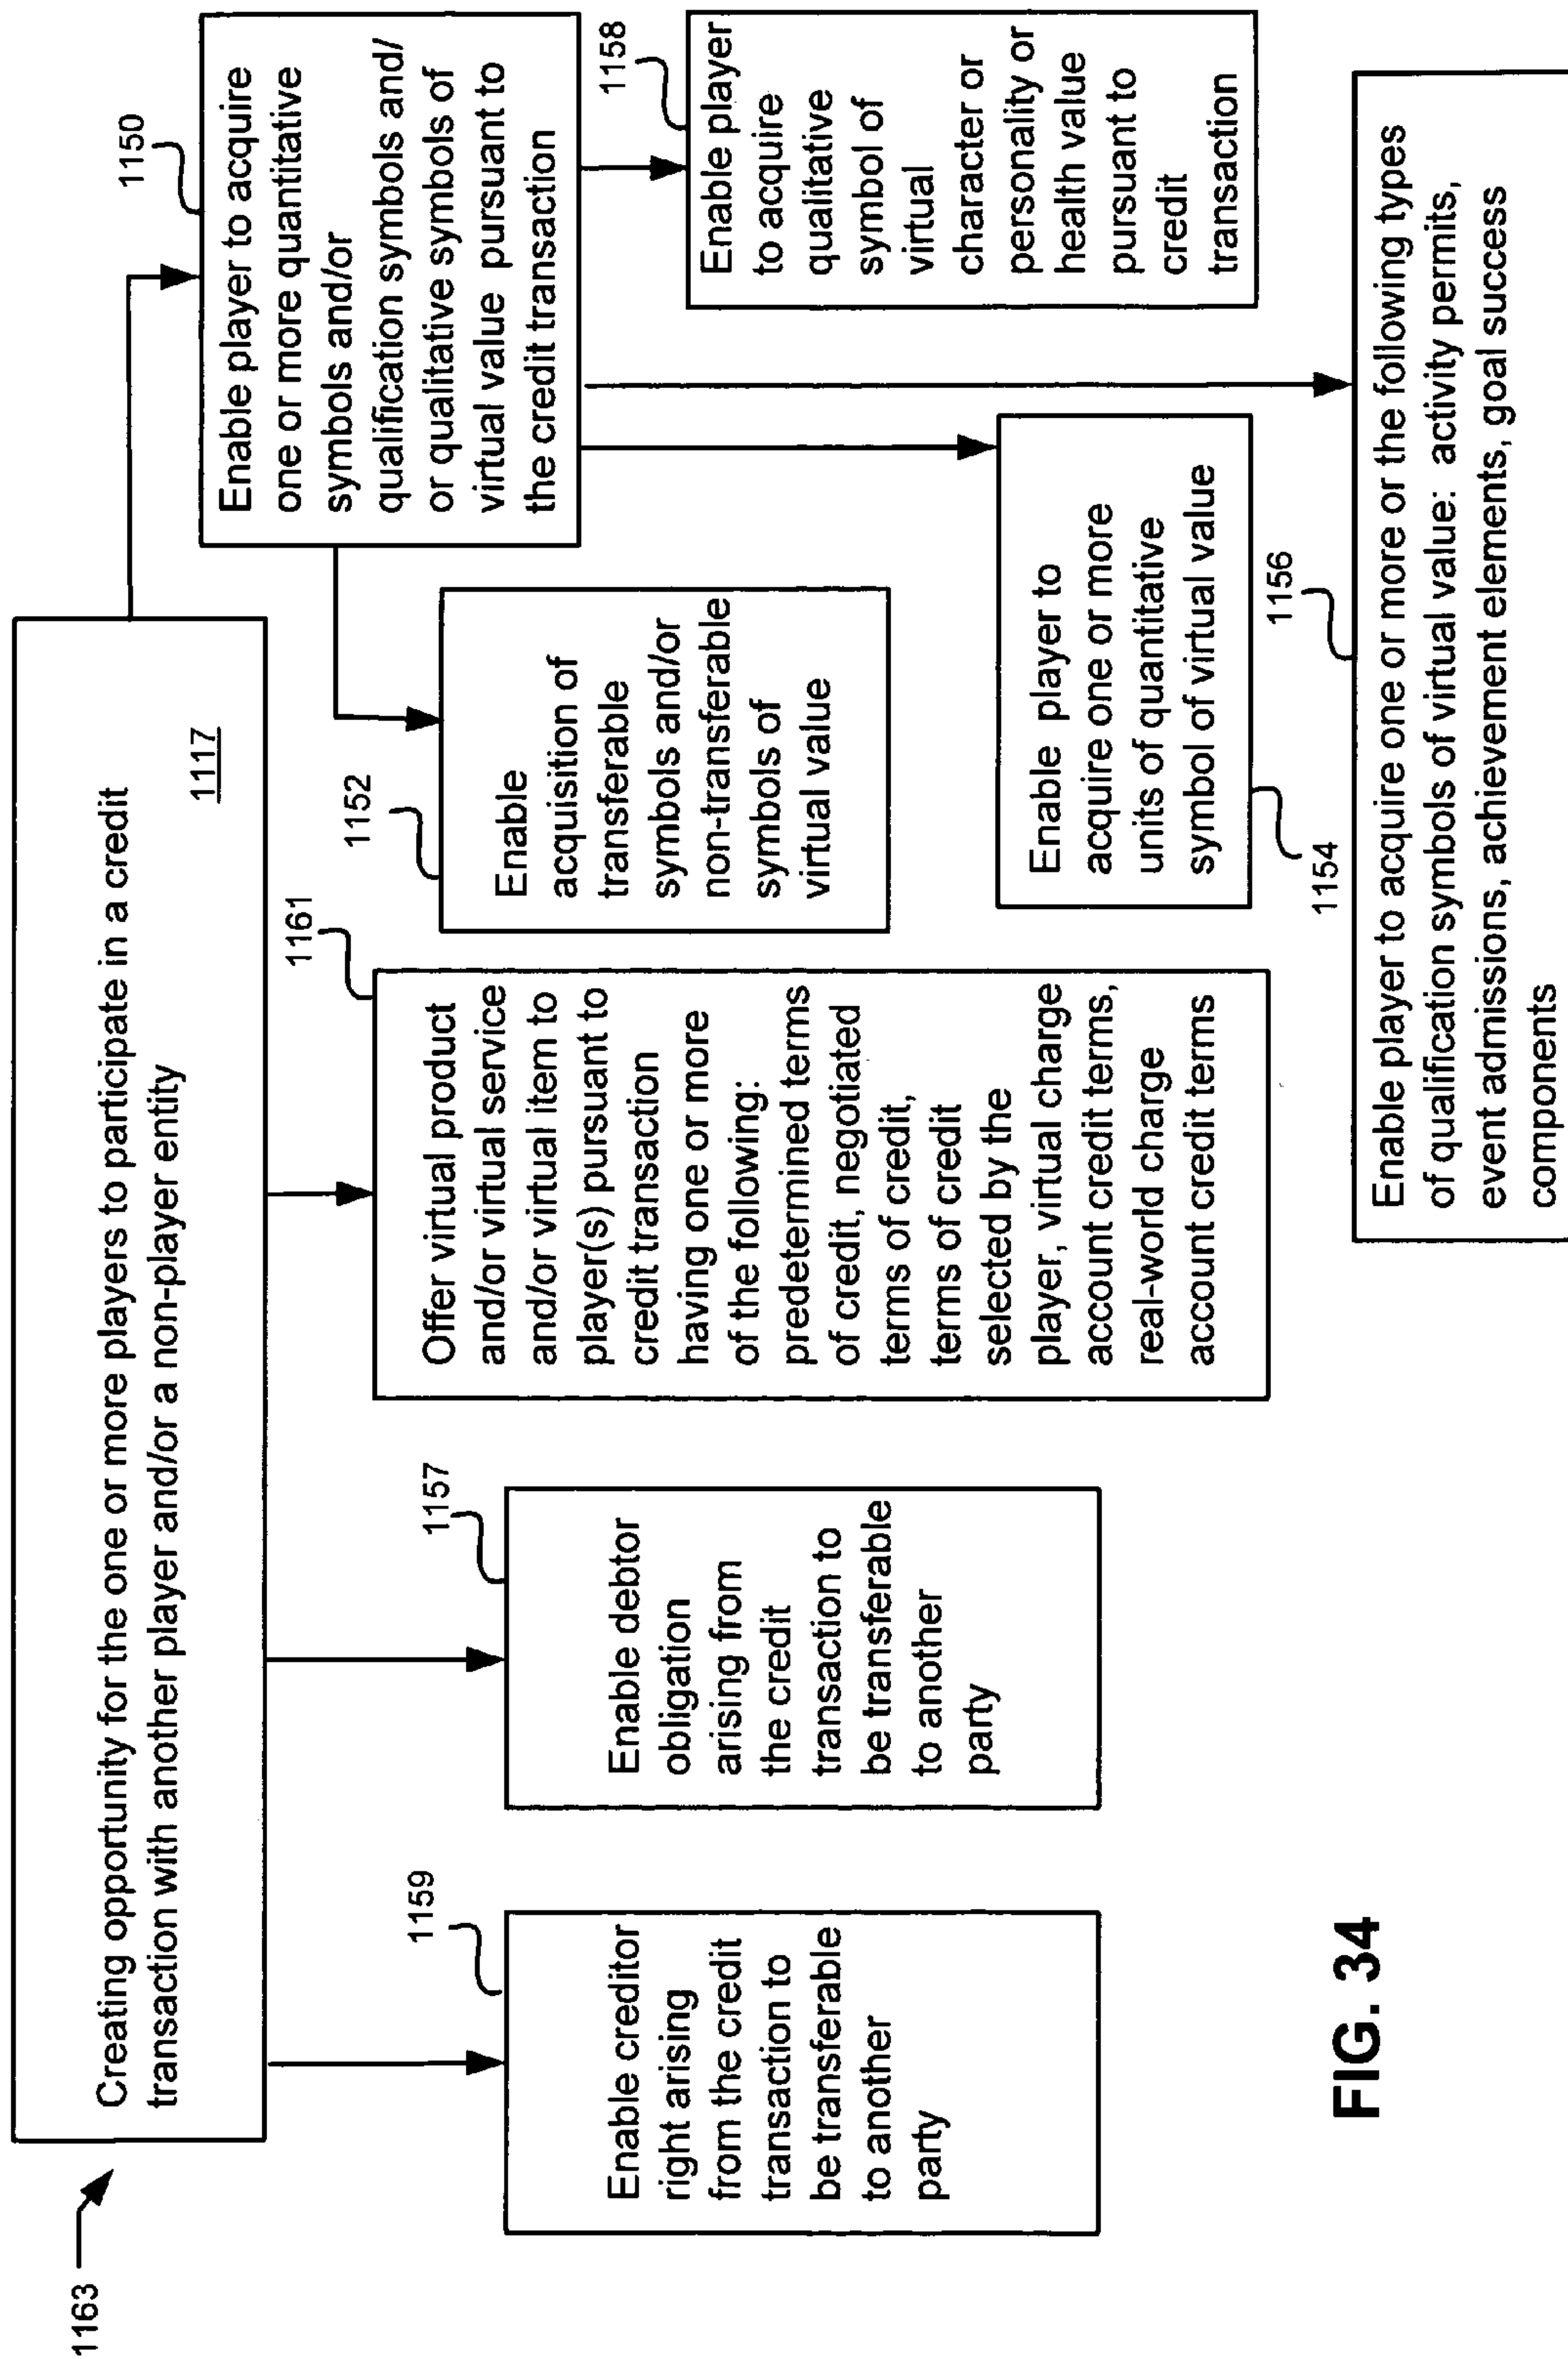 1163
Creating opportunity for the one or more players to participate in a credit
transaction with another player and/or a non-player entity
1117
1159
Enable creditor
right arising
from the credit
transaction to
be transferable
to another
party
1157
Enable debtor
obligation
arising from
the credit
transaction to
be transferable
to another
party
1161
Offer virtual product
and/or virtual service
and/or virtual item to
player(s) pursuant to
credit transaction
having one or more
of the following:
predetermined terms
of credit, negotiated
terms of credit,
terms of credit
selected by the
player, virtual charge
account credit terms,
real-world charge
account credit terms
1150
Enable player to acquire
one or more quantitative
symbols and/or
qualification symbols and/
or qualitative symbols of
virtual value pursuant to
the credit transaction
1152
Enable
acquisition of
transferable
symbols and/or
non-transferable
symbols of
virtual value
1158
Enable player
to acquire
qualitative
symbol of
virtual
character or
personality or
health value
pursuant to
credit
transaction
Enable player to
acquire one or more
units of quantitative
symbol of virtual value
1154
1156
Enable player to acquire one or more or the following types
of qualification symbols of virtual value: activity permits,
event admissions, achievement elements, goal success
components
FIG. 34